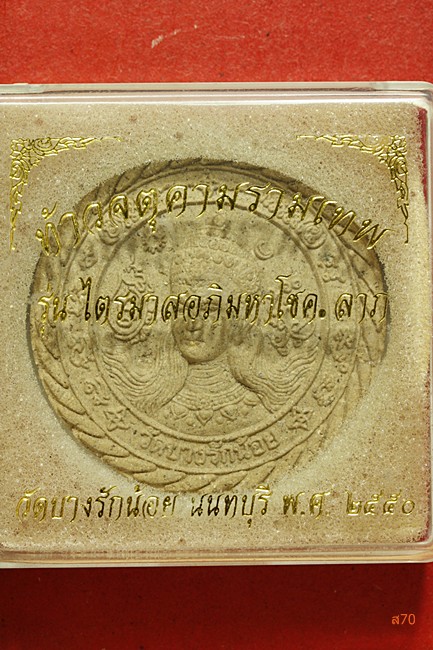 ท้าวจตุคามรามเทพ
รุ่น ไตรมาสอภิมหาโชค. ลาภ
วัดบางรักน้อย
วัดบางรักน้อย นนทบุรี พ.ศ. ๒๕๕๐
ส70